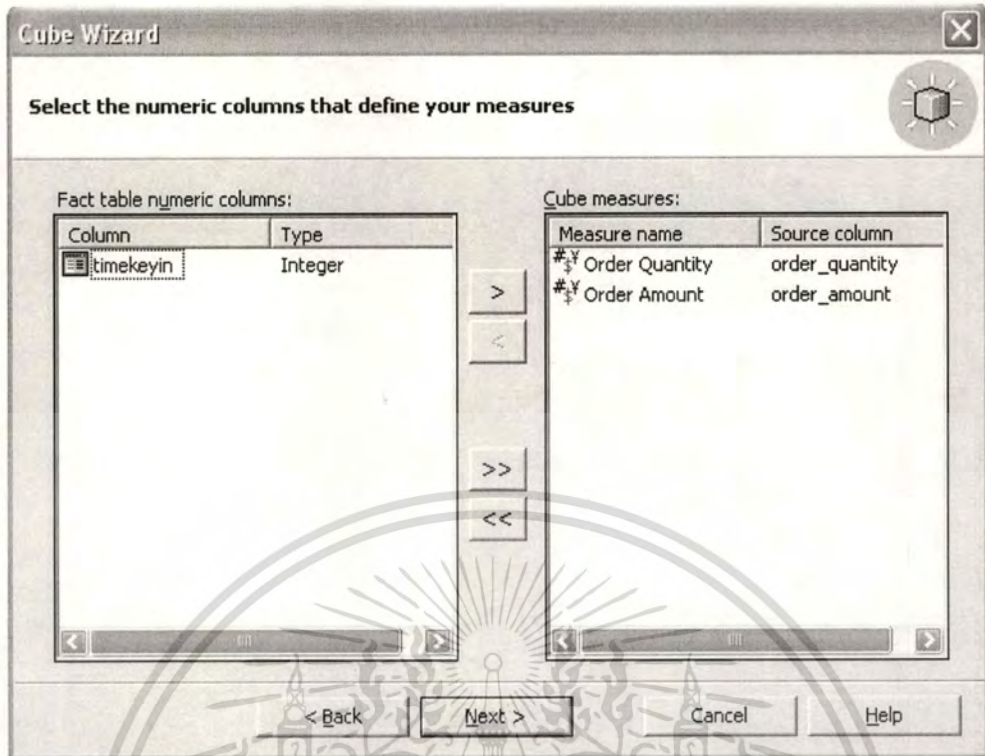 Cube Wizard
Select the numeric columns that define your measures
Fact table numeric columns:
Column Type
timekeyin Integer
>
<
>>
<<
Cube measures:
Measure name Source column
Order Quantity order_quantity
Order Amount order_amount
< Back Next > Cancel Help